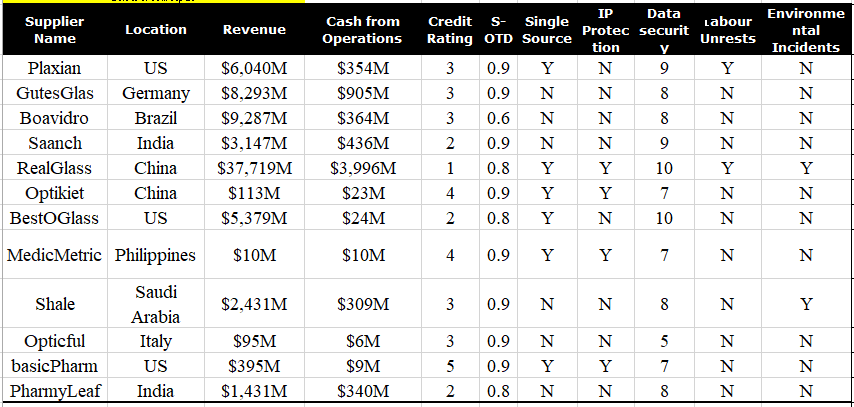 Supplier Name Location Revenue Cash from Operations Credit Rating S-OTD Single Source IP Protection Data security Labour Unrests Environmental Incidents
Plaxian US $6,040M $354M 3 0.9 Y N 9 Y N
GutesGlas Germany $8,293M $905M 3 0.9 N N 8 N N
Boavidro Brazil $9,287M $364M 3 0.6 N N 8 N N
Saanch India $3,147M $436M 2 0.9 N N 9 N N
RealGlass China $37,719M $3,996M 1 0.8 Y Y 10 Y Y
Optikiet China $113M $23M 4 0.9 Y Y 7 N N
BestOGlass US $5,379M $24M 2 0.8 Y N 10 N N
MedicMetric Philippines $10M $10M 4 0.9 Y Y 7 N N
Shale Saudi Arabia $2,431M $309M 3 0.9 N N 8 N Y
Opticful Italy $95M $6M 3 0.9 N N 5 N N
basicPharm US $395M $9M 5 0.9 Y Y 7 N N
PharmyLeaf India $1,431M $340M 2 0.8 N N 8 N N